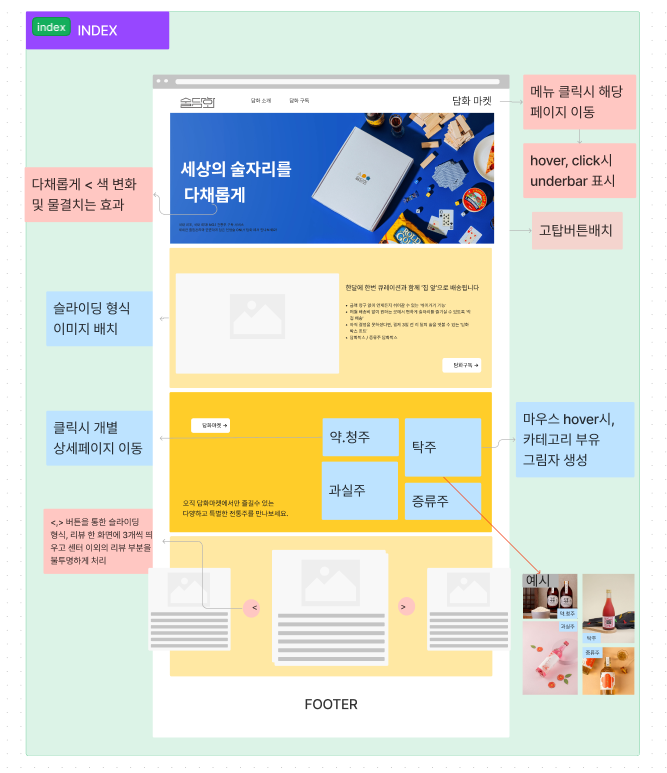 index INDEX
술담화
담화 소개
담화 구독
담화 마켓
메뉴 클릭시 해당
페이지 이동
hover, click시
underbar 표시
고탑버튼배치
세상의 술자리를
다채롭게
다채롭게 < 색 변화
및 물결치는 효과
슬라이딩 형식
이미지 배치
한달에 한번 큐레이션과 함께 '집 앞'으로 배송됩니다
담화구독 →
클릭시 개별
상세페이지 이동
담화마켓 →
약.청주
탁주
과실주
증류주
오직 담화마켓에서만 즐길수 있는
다양하고 특별한 전통주를 만나보세요.
마우스 hover시,
카테고리 부유
그림자 생성
<,> 버튼을 통한 슬라이딩
형식, 리뷰 한 화면에 3개씩 띄
우고 센터 이외의 리뷰 부분을
불투명하게 처리
<
>
예시
약.청주
과실주
탁주
증류주
FOOTER